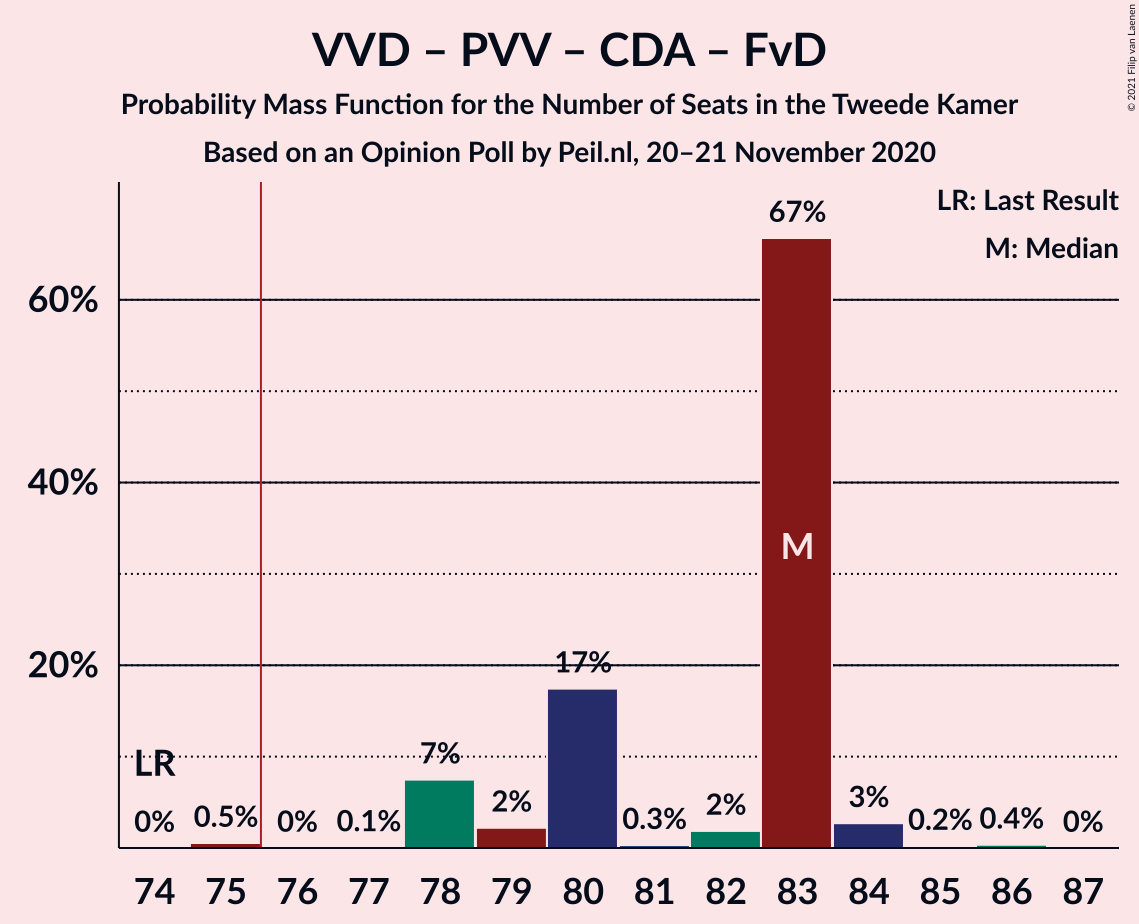 VVD – PVV – CDA – FvD
Probability Mass Function for the Number of Seats in the Tweede Kamer
Based on an Opinion Poll by Peil.nl, 20–21 November 2020
© 2021 Filip van Laenen
LR: Last Result
M: Median
67%
60%
M
40%
20%
17%
LR
7%
0%
0.5%
0%
0.1%
2%
0.3%
2%
3%
0.2%
0.4%
0%
74 75 76 77 78 79 80 81 82 83 84 85 86 87